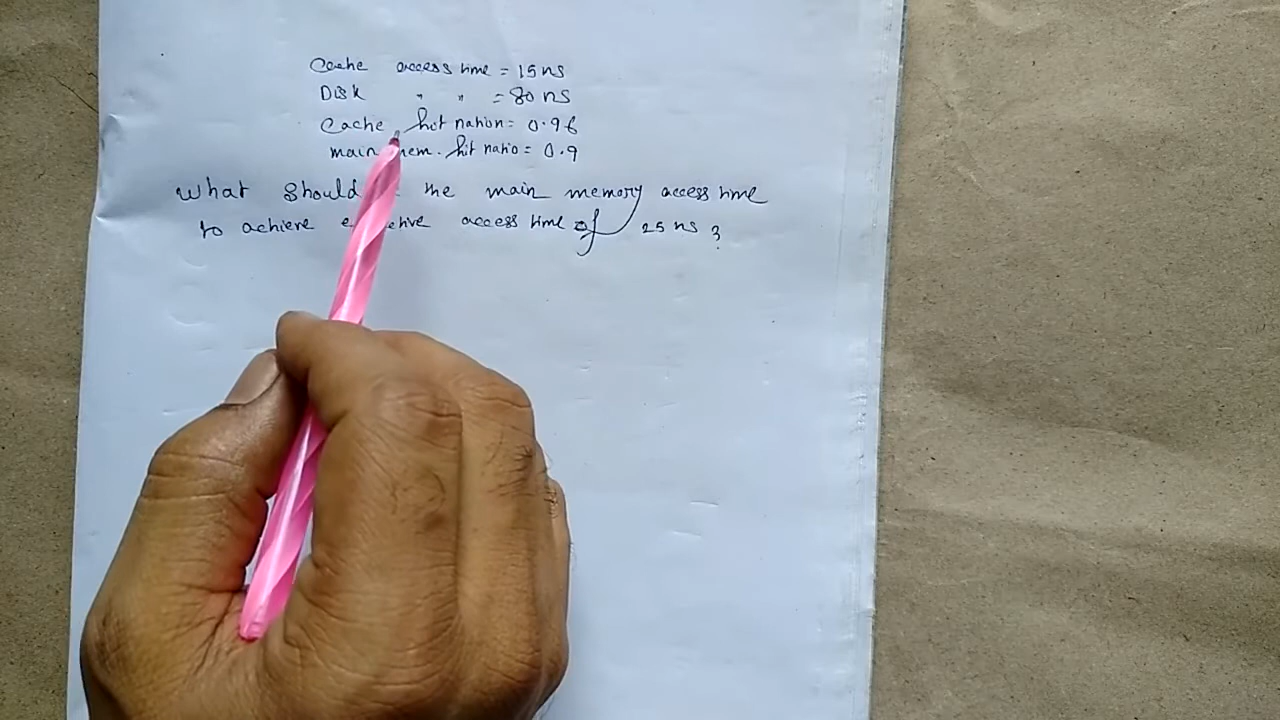 Cache access time = 15 ns
Disk " " = 80 ns
Cache hit nation = 0.96
main mem. hit ratio = 0.9
What should the main memory access time
to achieve access time of 25 ns ?